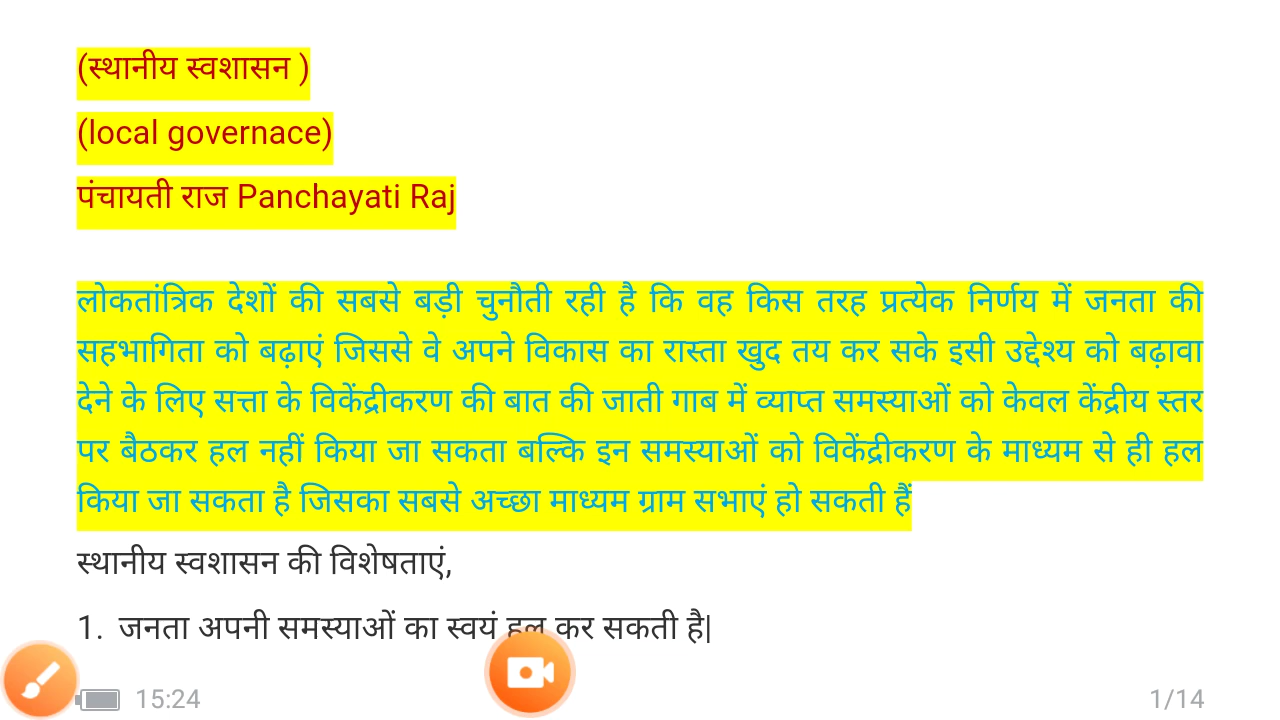 (स्थानीय स्वशासन )
(local governace)
पंचायती राज Panchayati Raj
लोकतांत्रिक देशों की सबसे बड़ी चुनौती रही है कि वह किस तरह प्रत्येक निर्णय में जनता की
सहभागिता को बढ़ाएं जिससे वे अपने विकास का रास्ता खुद तय कर सके इसी उद्देश्य को बढ़ावा
देने के लिए सत्ता के विकेंद्रीकरण की बात की जाती गाब में व्याप्त समस्याओं को केवल केंद्रीय स्तर
पर बैठकर हल नहीं किया जा सकता बल्कि इन समस्याओं को विकेंद्रीकरण के माध्यम से ही हल
किया जा सकता है जिसका सबसे अच्छा माध्यम ग्राम सभाएं हो सकती हैं
स्थानीय स्वशासन की विशेषताएं,
1. जनता अपनी समस्याओं का स्वयं हल कर सकती है|
15:24
1/14